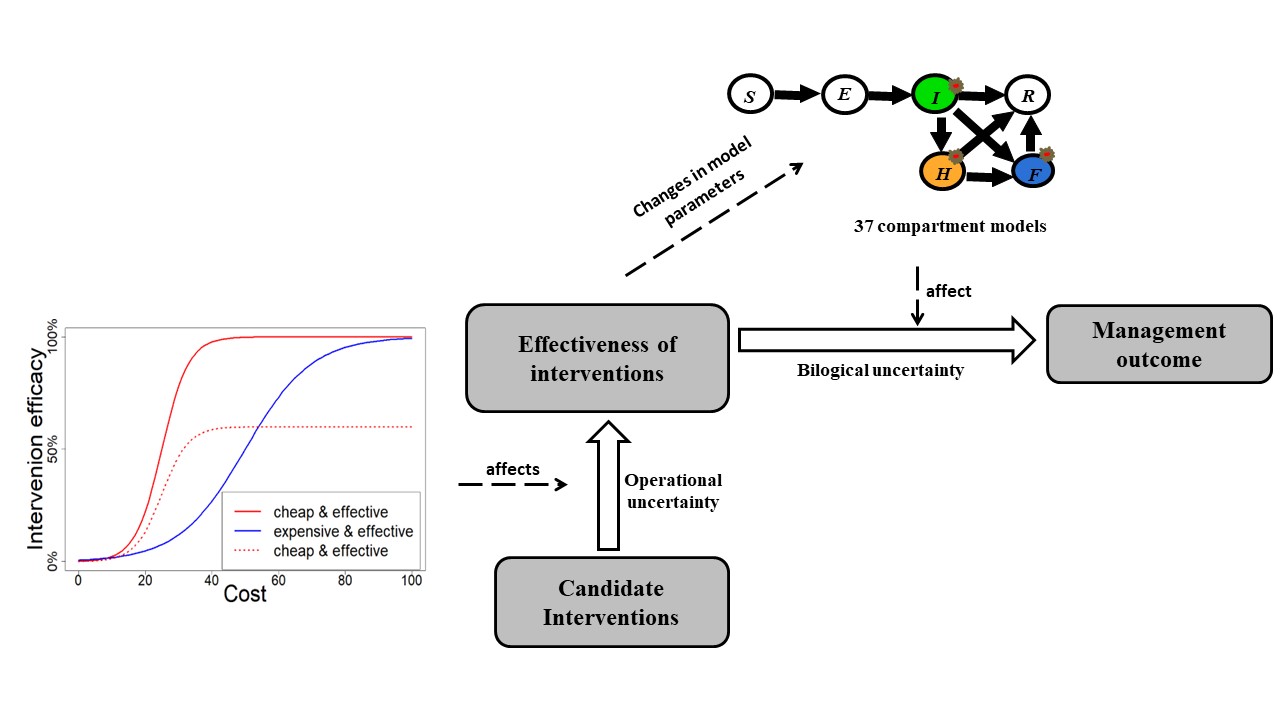 S
E
I
R
H
F
37 compartment models
Changes in model
parameters
affect
Effectiveness of
interventions
Bilogical uncertainty
Management
outcome
affects
Operational
uncertainty
Candidate
Interventions
Intervenion efficacy
100%
50%
0%
cheap & effective
expensive & effective
cheap & effective
0 20 40 60 80 100
Cost